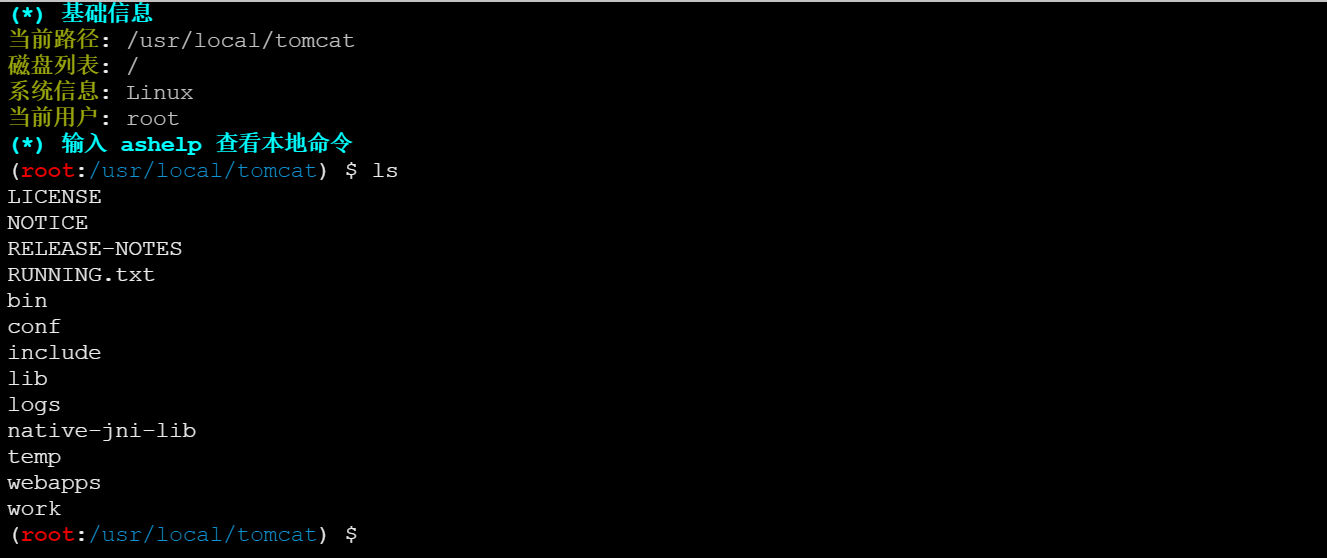 (*) 基础信息
当前路径: /usr/local/tomcat
磁盘列表: /
系统信息: Linux
当前用户: root
(*) 输入 ashelp 查看本地命令
(root:/usr/local/tomcat) $ ls
LICENSE
NOTICE
RELEASE-NOTES
RUNNING.txt
bin
conf
include
lib
logs
native-jni-lib
temp
webapps
work
(root:/usr/local/tomcat) $